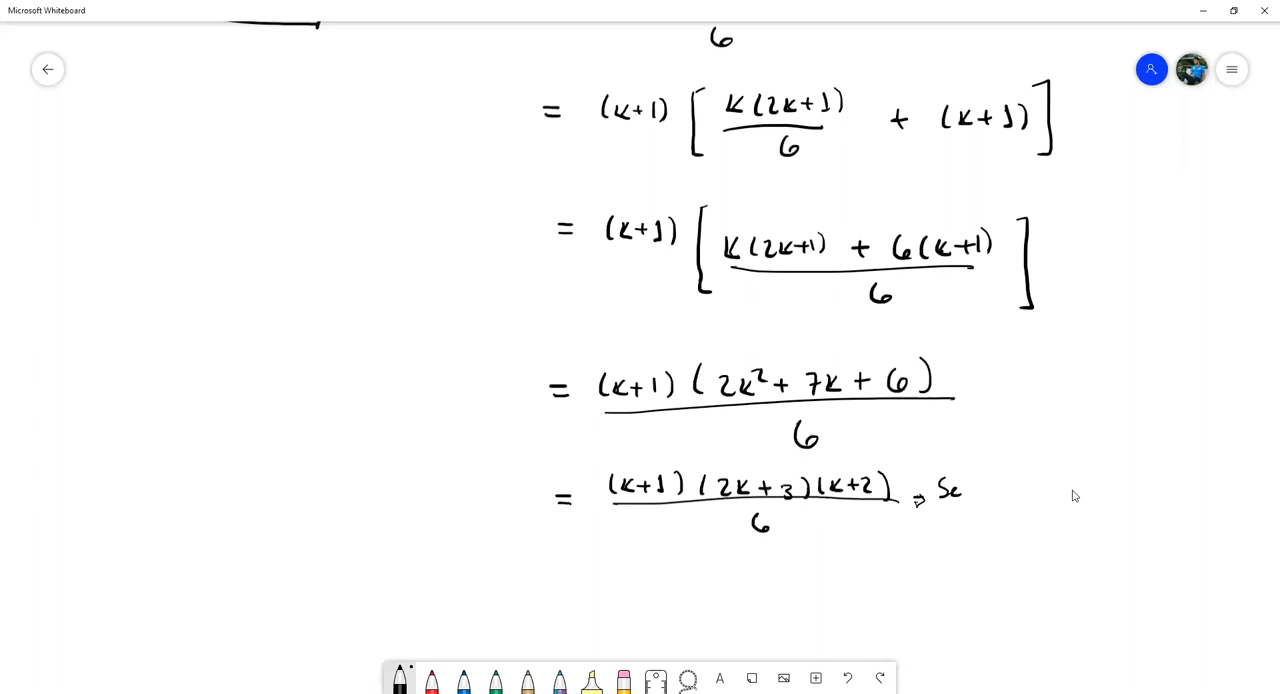 Microsoft Whiteboard
6
= (k+1) [ k(2k+1)/6 + (k+1) ]
= (k+1) [ k(2k+1) + 6(k+1) / 6 ]
= (k+1) (2k² + 7k + 6) / 6
= (k+1) (2k+3)(k+2) / 6 ⇒ Se
A